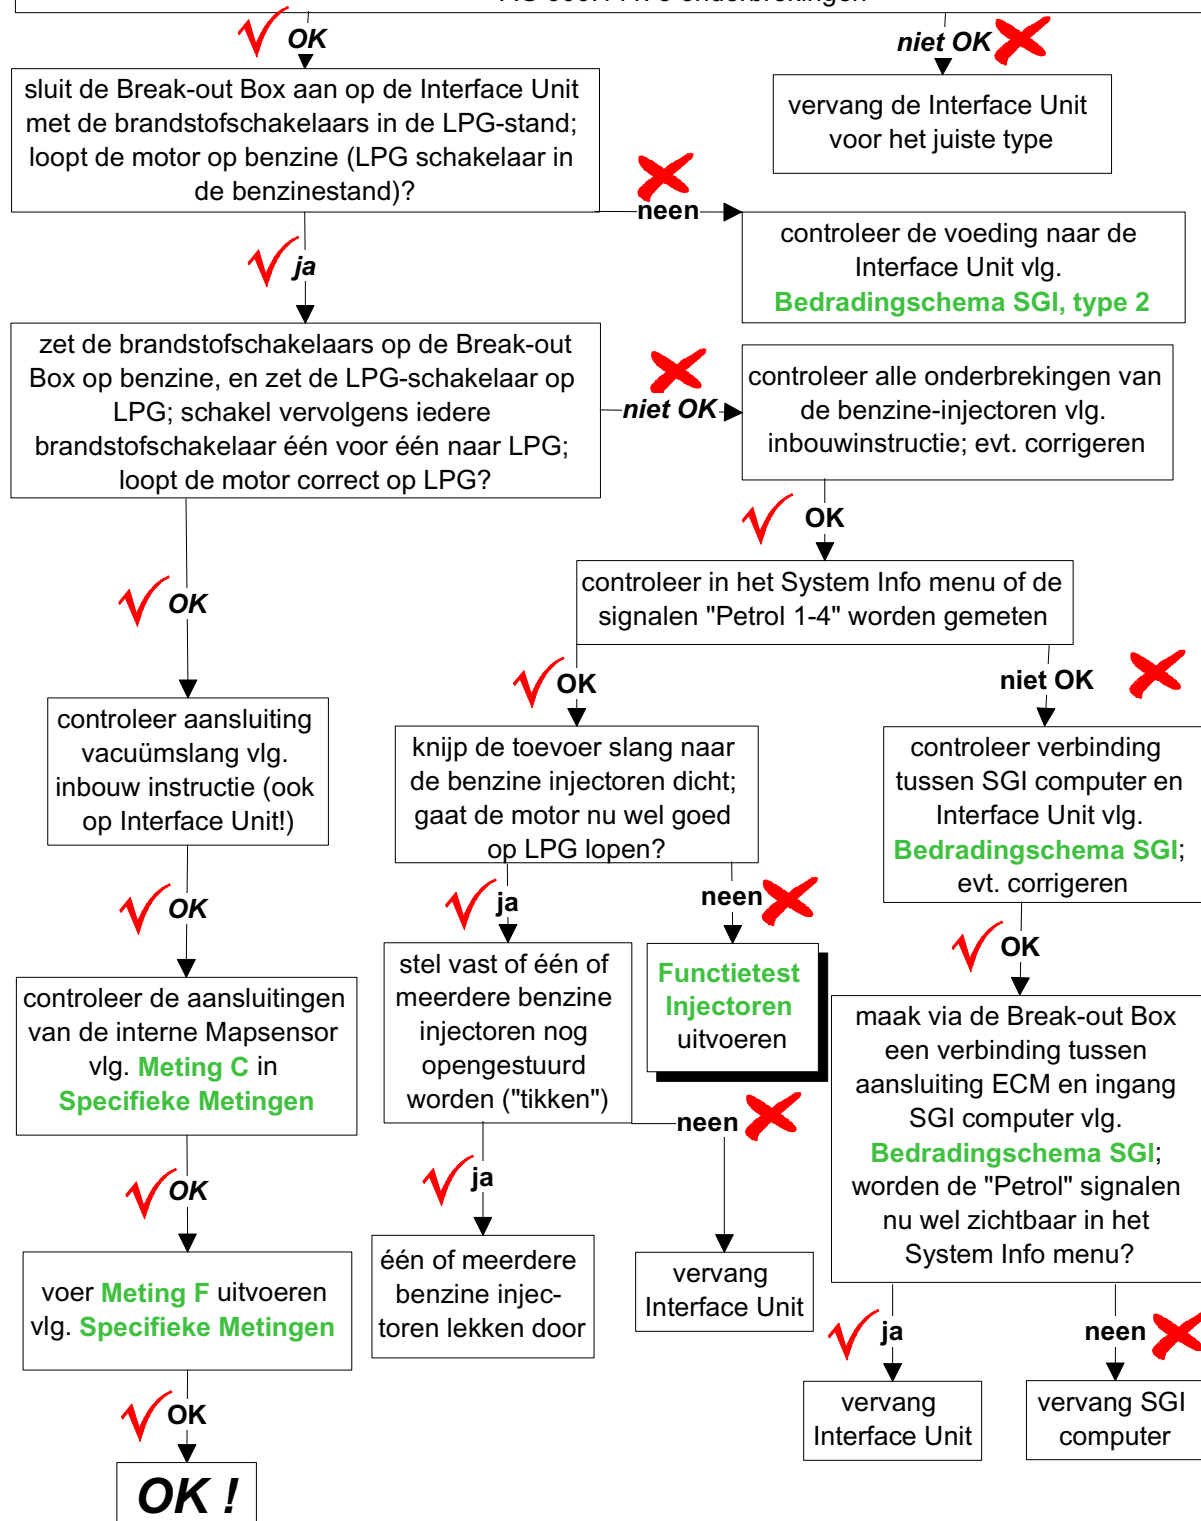 OK
niet OK
sluit de Break-out Box aan op de Interface Unit
met de brandstofschakelaars in de LPG-stand;
loopt de motor op benzine (LPG schakelaar in
de benzinestand)?
vervang de Interface Unit
voor het juiste type
neen
controleer de voeding naar de
Interface Unit vlg.
Bedradingschema SGI, type 2
ja
zet de brandstofschakelaars op de Break-out
Box op benzine, en zet de LPG-schakelaar op
LPG; schakel vervolgens iedere
brandstofschakelaar één voor één naar LPG;
loopt de motor correct op LPG?
niet OK
controleer alle onderbrekingen van
de benzine-injectoren vlg.
inbouwinstructie; evt. corrigeren
OK
controleer in het System Info menu of de
signalen "Petrol 1-4" worden gemeten
OK
OK
niet OK
controleer aansluiting
vacuümslang vlg.
inbouw instructie (ook
op Interface Unit!)
knijp de toevoer slang naar
de benzine injectoren dicht;
gaat de motor nu wel goed
op LPG lopen?
controleer verbinding
tussen SGI computer en
Interface Unit vlg.
Bedradingschema SGI;
evt. corrigeren
OK
ja
neen
OK
controleer de aansluitingen
van de interne Mapsensor
vlg. Meting C in
Specifieke Metingen
stel vast of één of
meerdere benzine
injectoren nog
opengestuurd
worden ("tikken")
Functietest
Injectoren
uitvoeren
maak via de Break-out Box
een verbinding tussen
aansluiting ECM en ingang
SGI computer vlg.
Bedradingschema SGI;
worden de "Petrol" signalen
nu wel zichtbaar in het
System Info menu?
neen
OK
ja
voer Meting F uitvoeren
vlg. Specifieke Metingen
één of meerdere
benzine injec-
toren lekken door
vervang
Interface Unit
ja
neen
OK
vervang
Interface Unit
vervang SGI
computer
OK !